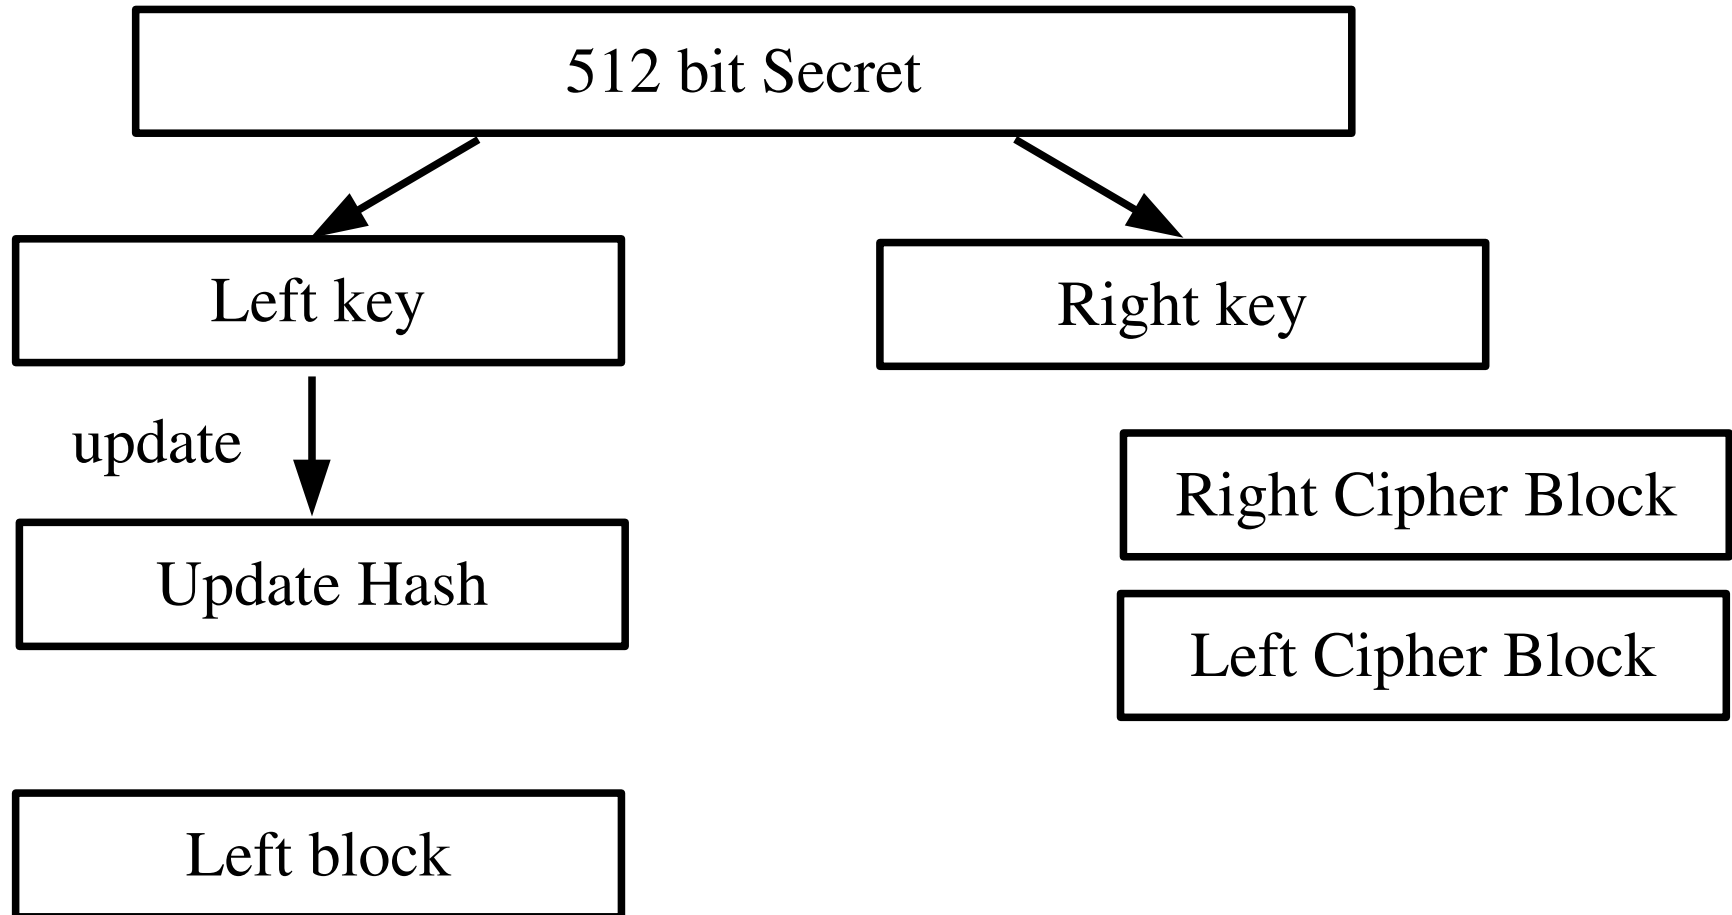 512 bit Secret
Left key
Right key
update
Right Cipher Block
Update Hash
Left Cipher Block
Left block